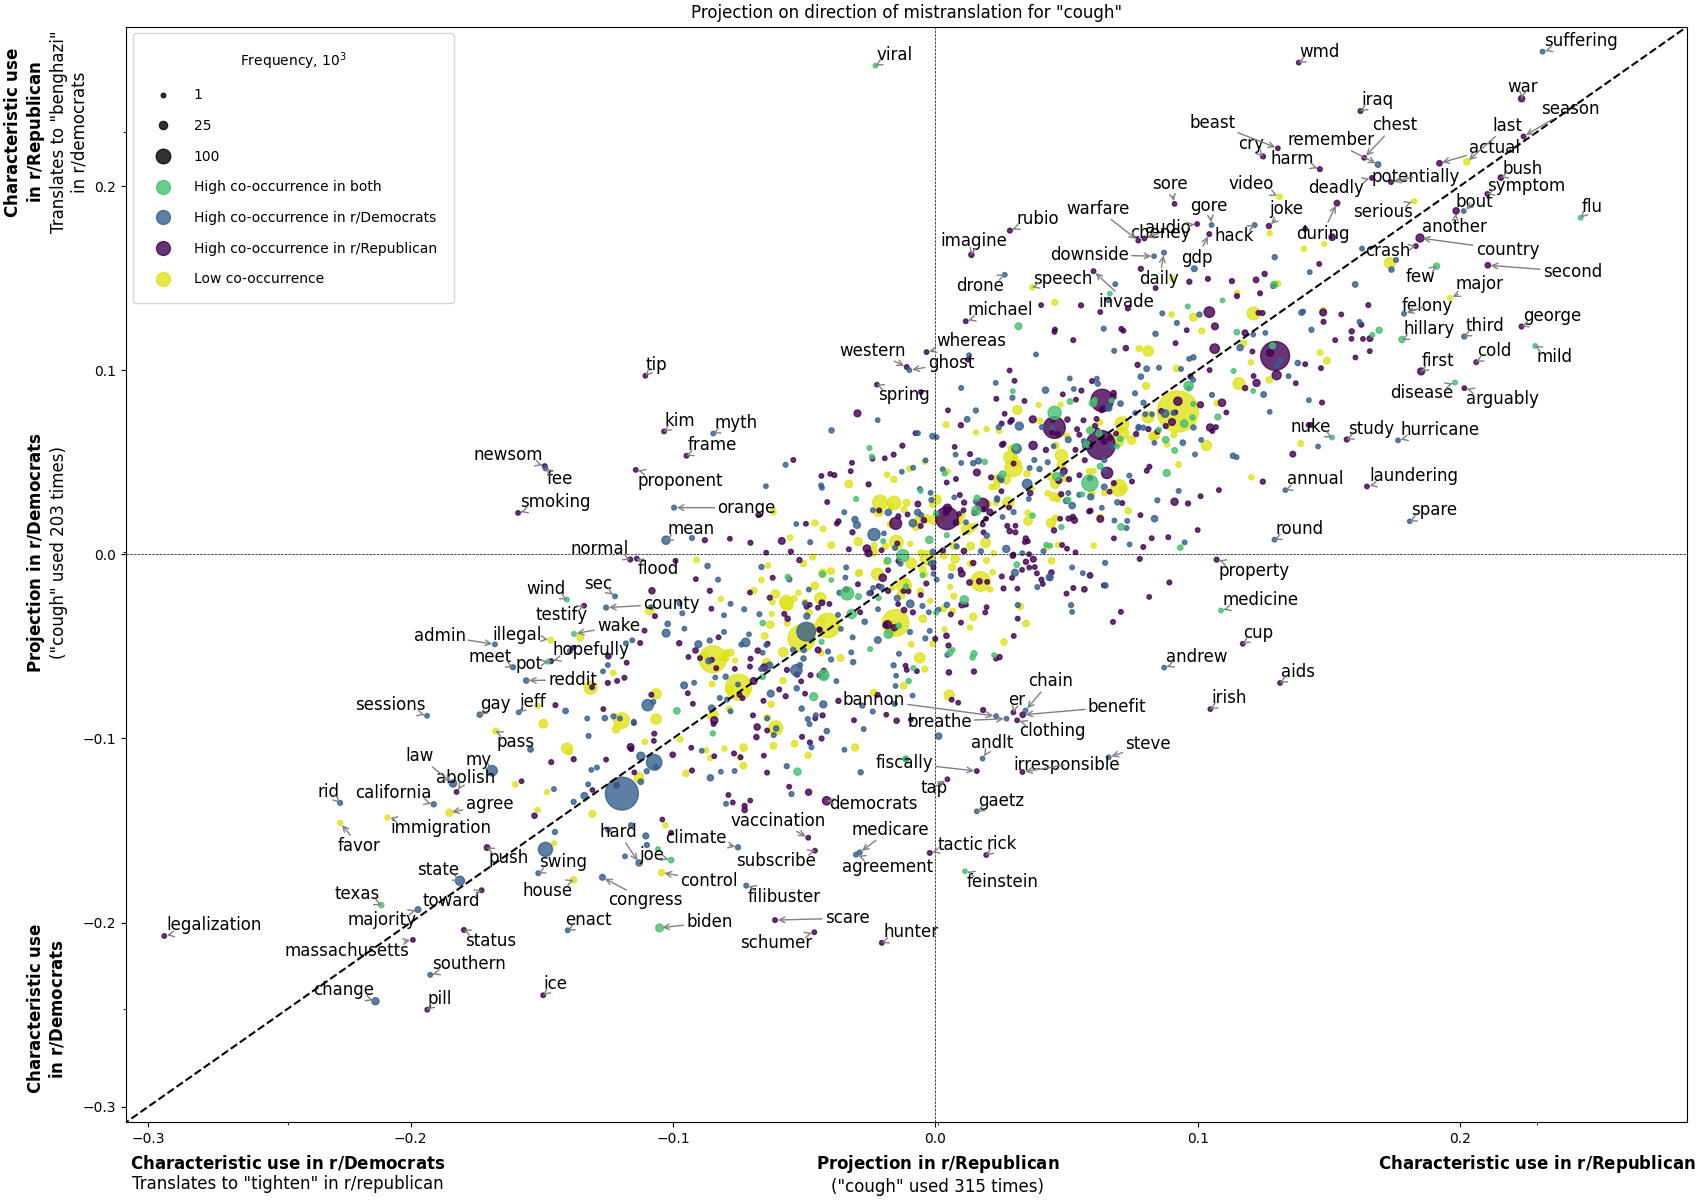 Projection on direction of mistranslation for "cough"
Characteristic use
in r/Republican
Translates to "benghazi"
in r/democrats
Projection in r/Democrats
("cough" used 203 times)
Characteristic use
in r/Democrats
Frequency, 10³
1
25
100
High co-occurrence in both
High co-occurrence in r/Democrats
High co-occurrence in r/Republican
Low co-occurrence
0.2
0.1
0.0
−0.1
−0.2
−0.3
viral
wmd
suffering
war
season
iraq
beast
remember
chest
last
cry
harm
actual
potentially
bush
symptom
sore
video
deadly
serious
bout
flu
warfare
gore
joke
rubio
audio
cheney
hack
during
another
imagine
downside
gdp
crash
country
drone
speech
daily
few
second
invade
major
michael
felony
george
whereas
hillary
third
western
ghost
cold
mild
tip
first
spring
disease
arguably
kim
myth
nuke
study
hurricane
frame
newsom
fee
proponent
annual
laundering
smoking
orange
spare
mean
round
normal
flood
property
wind
sec
county
medicine
testify
wake
admin
illegal
hopefully
cup
meet
pot
andrew
reddit
aids
chain
sessions
gay
jeff
bannon
er
benefit
irish
breathe
clothing
pass
andlt
steve
law
my
fiscally
irresponsible
abolish
tap
rid
california
agree
democrats
gaetz
immigration
favor
hard
climate
vaccination
medicare
push
swing
joe
subscribe
agreement
tactic
rick
state
house
control
feinstein
texas
toward
congress
filibuster
majority
enact
biden
scare
legalization
status
schumer
hunter
massachusetts
southern
change
pill
ice
−0.3
−0.2
−0.1
0.0
0.1
0.2
Characteristic use in r/Democrats
Translates to "tighten" in r/republican
Projection in r/Republican
("cough" used 315 times)
Characteristic use in r/Republican